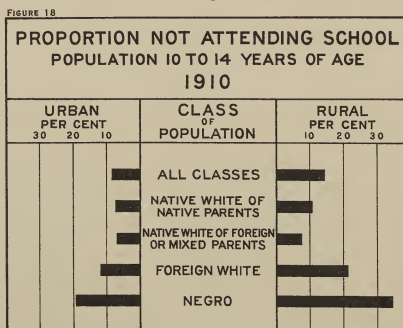 FIGURE 18
PROPORTION NOT ATTENDING SCHOOL
POPULATION 10 TO 14 YEARS OF AGE
1910
URBAN
PER CENT
30 20 10
CLASS
OF
POPULATION
RURAL
PER CENT
10 20 30
ALL CLASSES
NATIVE WHITE OF
NATIVE PARENTS
NATIVE WHITE OF FOREIGN
OR MIXED PARENTS
FOREIGN WHITE
NEGRO